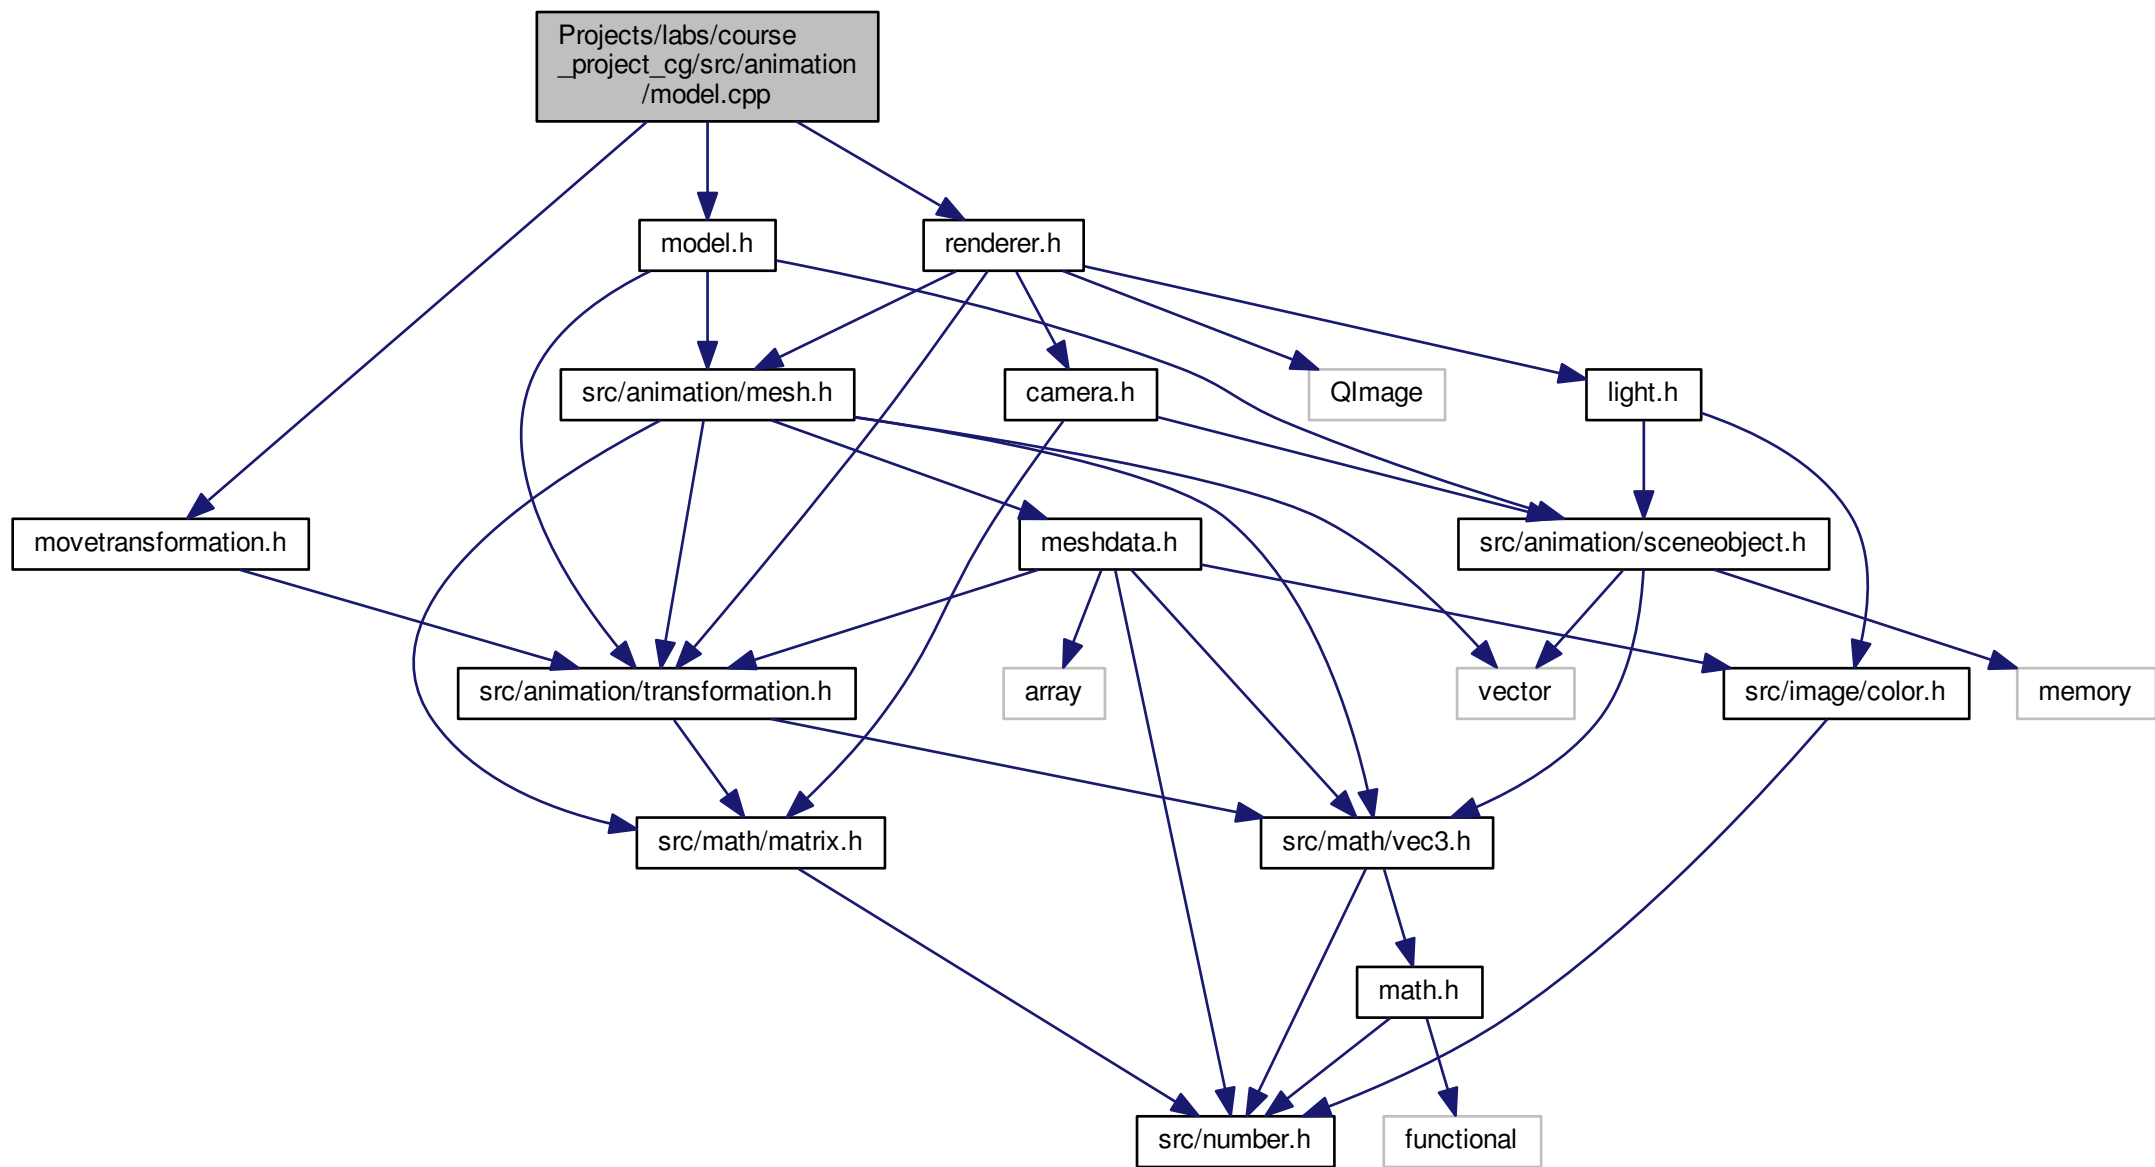 Projects/labs/course
_project_cg/src/animation
/model.cpp
model.h
renderer.h
src/animation/mesh.h
camera.h
QImage
light.h
movetransformation.h
meshdata.h
src/animation/sceneobject.h
src/animation/transformation.h
array
vector
src/image/color.h
memory
src/math/matrix.h
src/math/vec3.h
math.h
src/number.h
functional